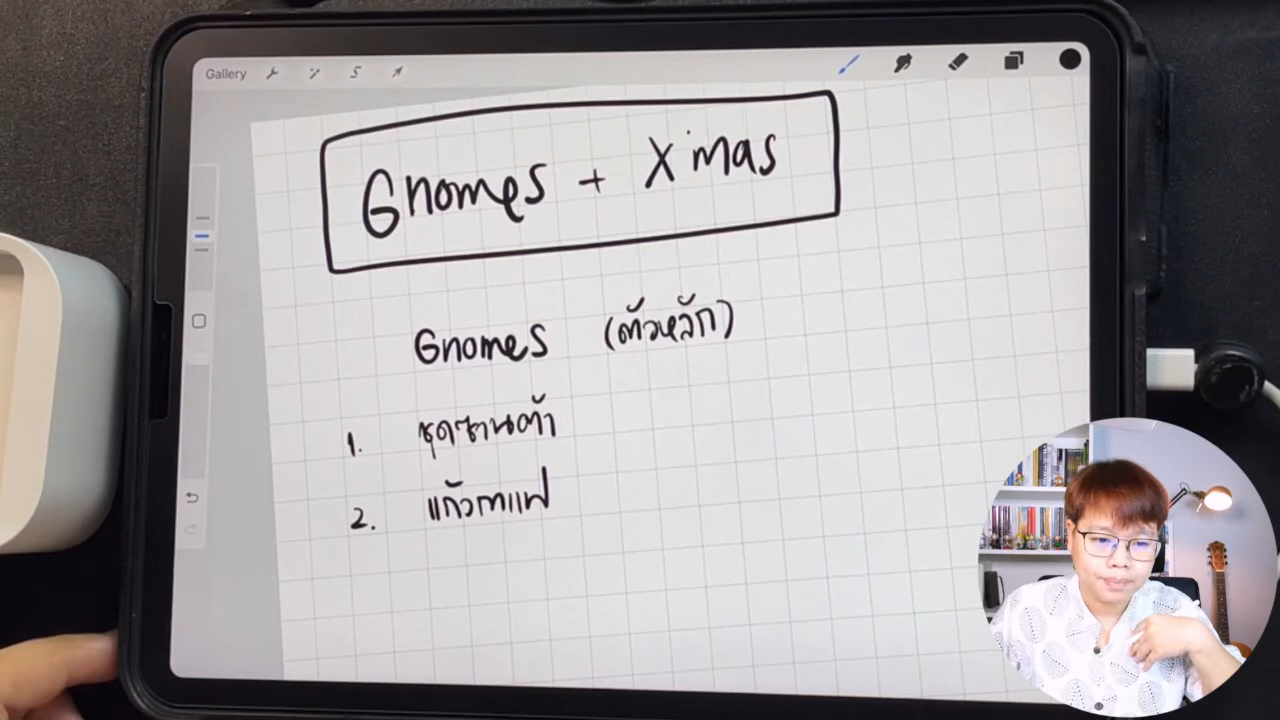 Gallery
Gnomes + X'mas
Gnomes (ตัวหลัก)
1. ชุดซานต้า
2. แก้วกาแฟ